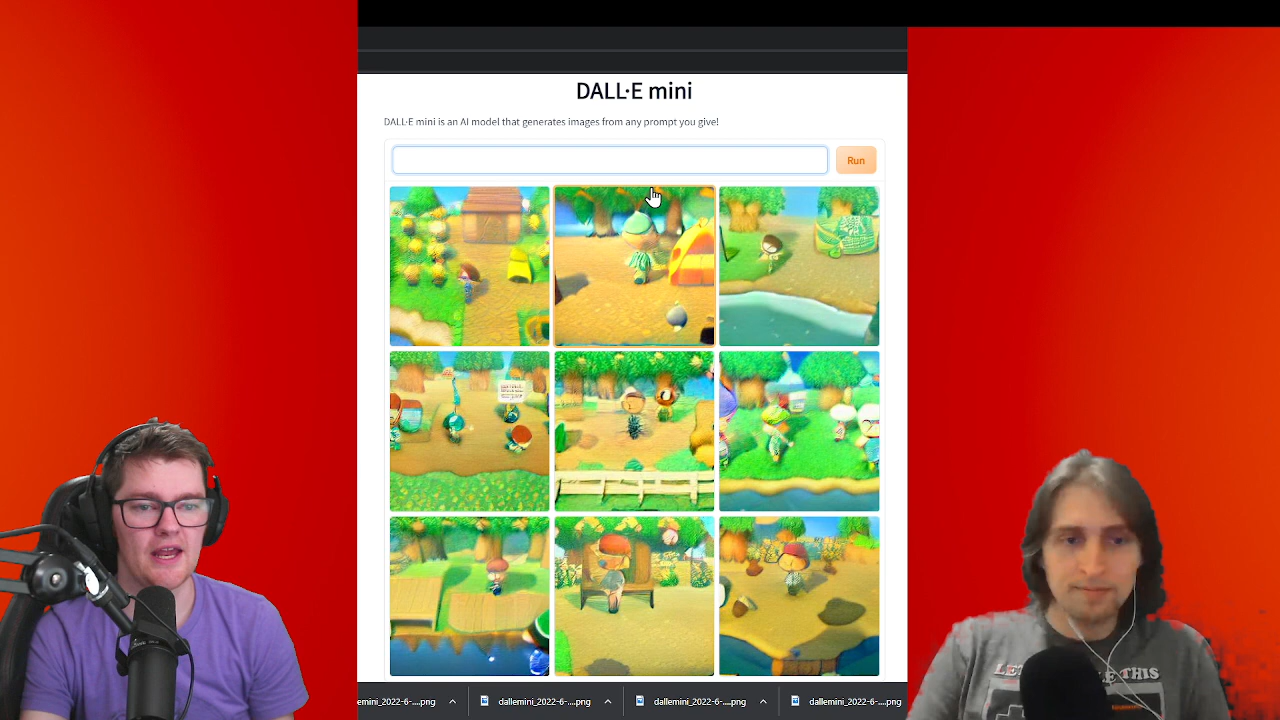 DALL·E mini
DALL·E mini is an AI model that generates images from any prompt you give!
Run
emini_2022-6-....png
dallemini_2022-6-....png
dallemini_2022-6-....png
dallemini_2022-6-....png
THIS